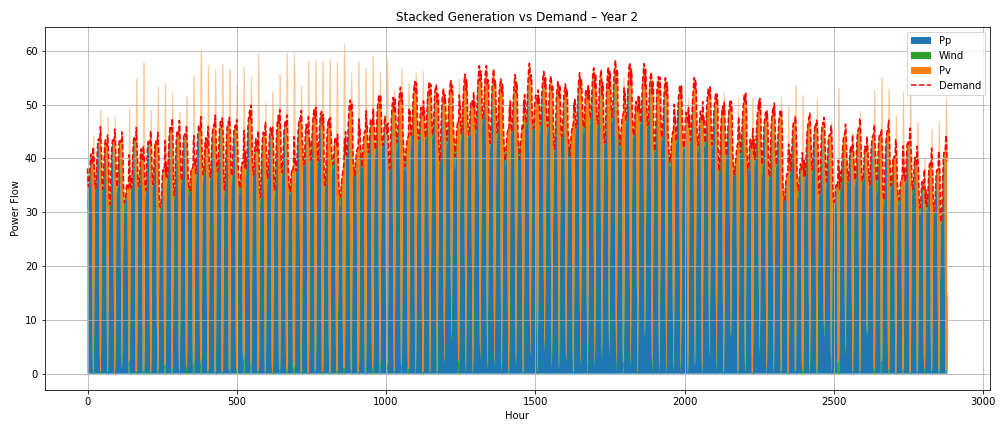 Stacked Generation vs Demand – Year 2
Power Flow
60
50
40
30
20
10
0
Pp
Wind
Pv
Demand
0
500
1000
1500
2000
2500
3000
Hour